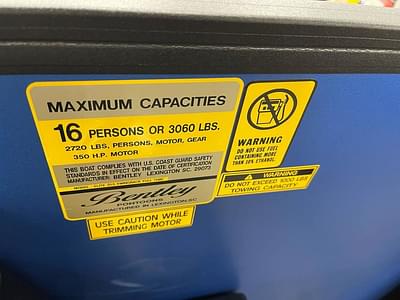 MAXIMUM CAPACITIES
16 PERSONS OR 3060 LBS.
2720 LBS, PERSONS, MOTOR, GEAR
350 H.P. MOTOR
THIS BOAT COMPLIES WITH U.S. COAST GUARD SAFETY
STANDARDS IN EFFECT ON THE DATE OF CERTIFICATION
MANUFACTURER: BENTLEY LEXINGTON SC. 29073
Bentley
PONTOONS
MANUFACTURED IN LEXINGTON, SC
USE CAUTION WHILE
TRIMMING MOTOR
WARNING
DO NOT USE FUEL
CONTAINING MORE
THAN 10% ETHANOL.
WARNING
DO NOT EXCEED 1000 LBS
TOWING CAPACITY